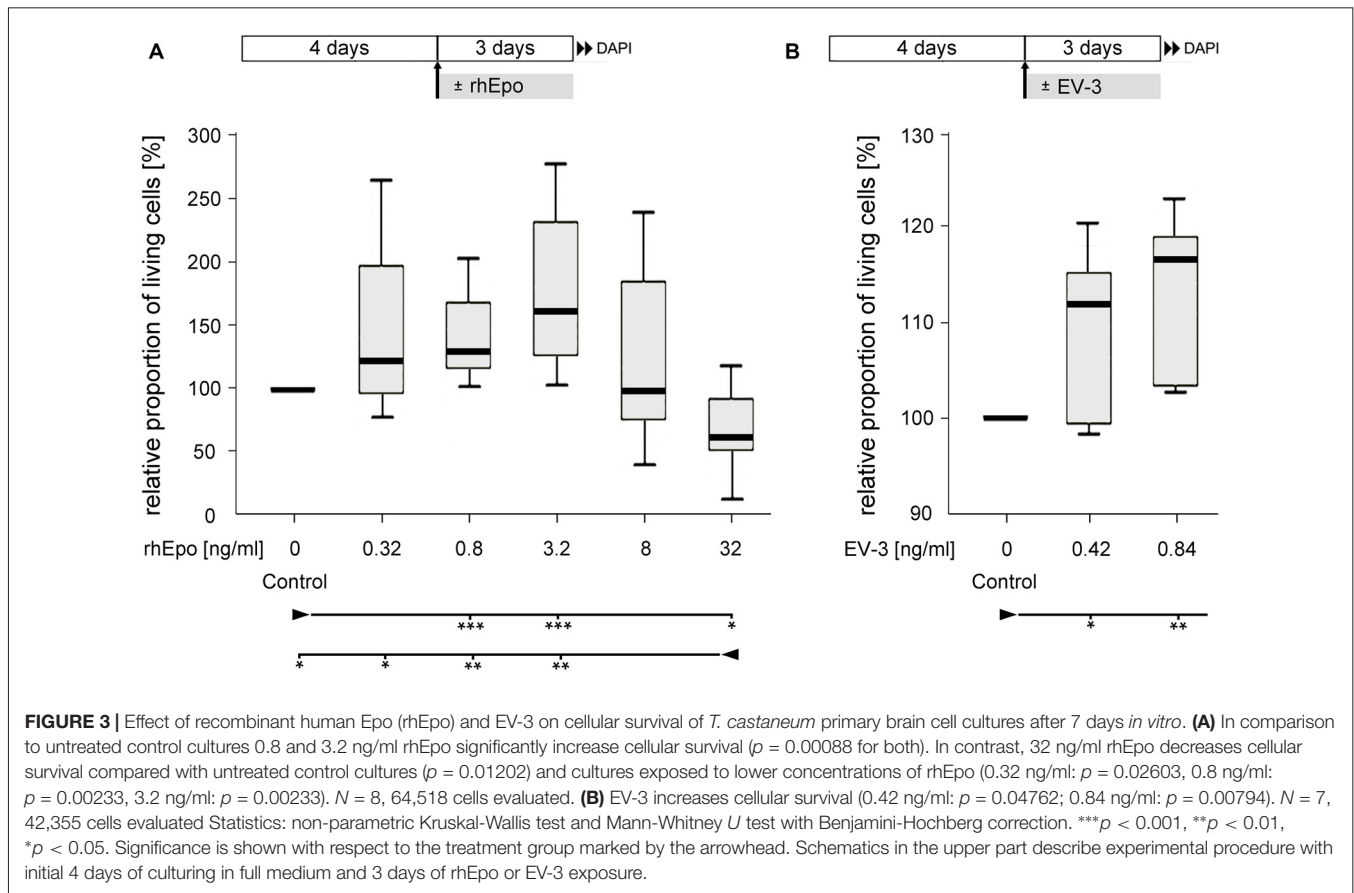 A
4 days
3 days
DAPI
± rhEpo
relative proportion of living cells [%]
300
250
200
150
100
50
0
rhEpo [ng/ml]
0
0.32
0.8
3.2
8
32
Control
*** *** *
* * ** **
B
4 days
3 days
DAPI
± EV-3
relative proportion of living cells [%]
130
120
110
100
90
EV-3 [ng/ml]
0
0.42
0.84
Control
* **
FIGURE 3 | Effect of recombinant human Epo (rhEpo) and EV-3 on cellular survival of T. castaneum primary brain cell cultures after 7 days in vitro. (A) In comparison
to untreated control cultures 0.8 and 3.2 ng/ml rhEpo significantly increase cellular survival (p = 0.00088 for both). In contrast, 32 ng/ml rhEpo decreases cellular
survival compared with untreated control cultures (p = 0.01202) and cultures exposed to lower concentrations of rhEpo (0.32 ng/ml: p = 0.02603, 0.8 ng/ml:
p = 0.00233, 3.2 ng/ml: p = 0.00233). N = 8, 64,518 cells evaluated. (B) EV-3 increases cellular survival (0.42 ng/ml: p = 0.04762; 0.84 ng/ml: p = 0.00794). N = 7,
42,355 cells evaluated Statistics: non-parametric Kruskal-Wallis test and Mann-Whitney U test with Benjamini-Hochberg correction. ***p < 0.001, **p < 0.01,
*p < 0.05. Significance is shown with respect to the treatment group marked by the arrowhead. Schematics in the upper part describe experimental procedure with
initial 4 days of culturing in full medium and 3 days of rhEpo or EV-3 exposure.